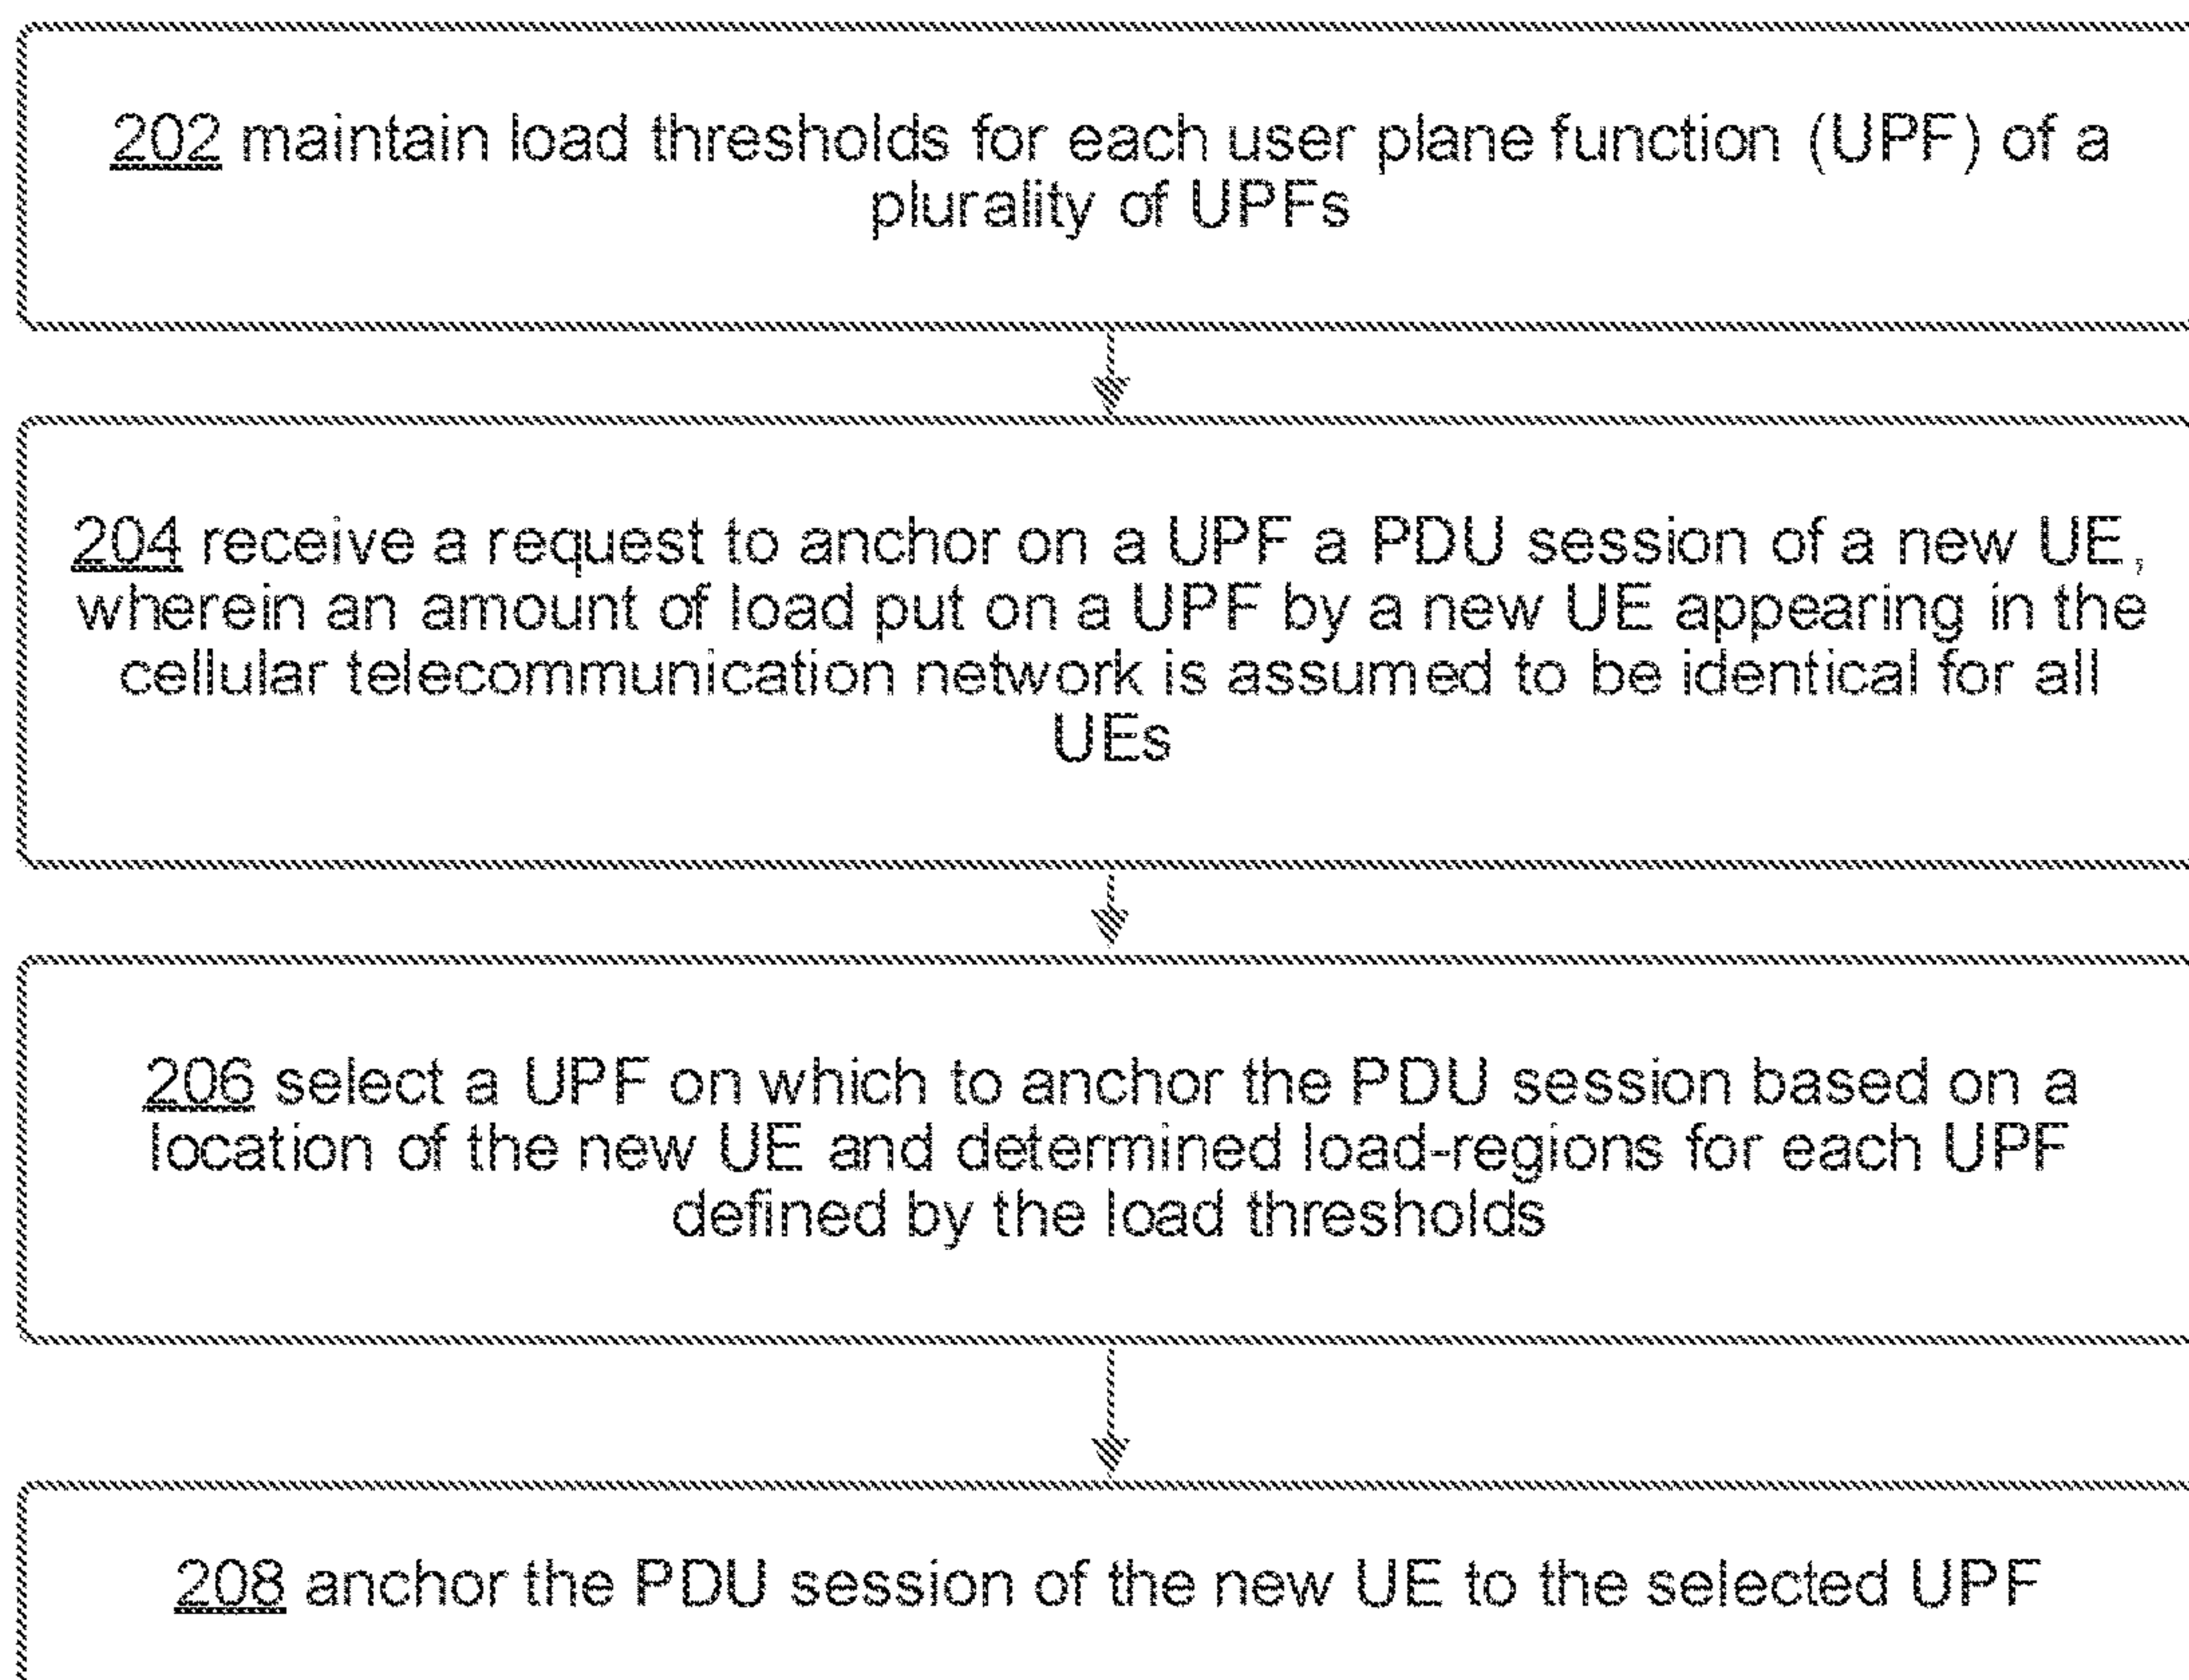 202 maintain load thresholds for each user plane function (UPF) of a
plurality of UPFs
204 receive a request to anchor on a UPF a PDU session of a new UE,
wherein an amount of load put on a UPF by a new UE appearing in the
cellular telecommunication network is assumed to be identical for all
UEs
206 select a UPF on which to anchor the PDU session based on a
location of the new UE and determined load-regions for each UPF
defined by the load thresholds
208 anchor the PDU session of the new UE to the selected UPF